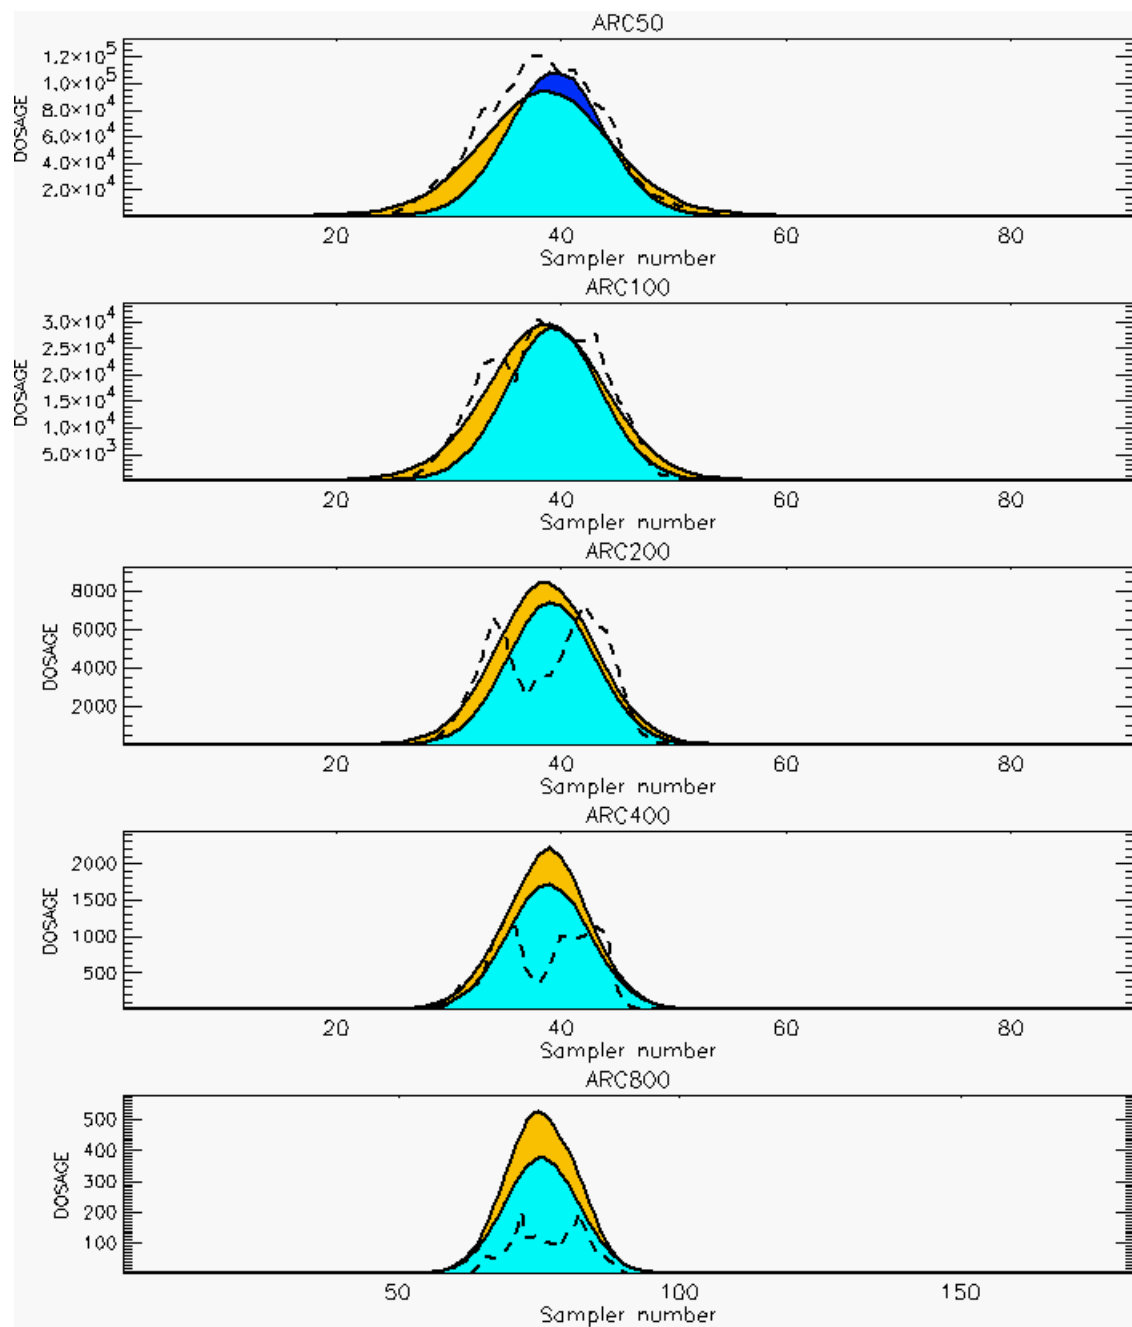 ARC50
1.2×10^5
1.0×10^5
8.0×10^4
6.0×10^4
4.0×10^4
2.0×10^4
DOSAGE
20 40 60 80
Sampler number
ARC100
3.0×10^4
2.5×10^4
2.0×10^4
1.5×10^4
1.0×10^4
5.0×10^3
DOSAGE
20 40 60 80
Sampler number
ARC200
8000
6000
4000
2000
DOSAGE
20 40 60 80
Sampler number
ARC400
2000
1500
1000
500
DOSAGE
20 40 60 80
Sampler number
ARC800
500
400
300
200
100
DOSAGE
50 100 150
Sampler number